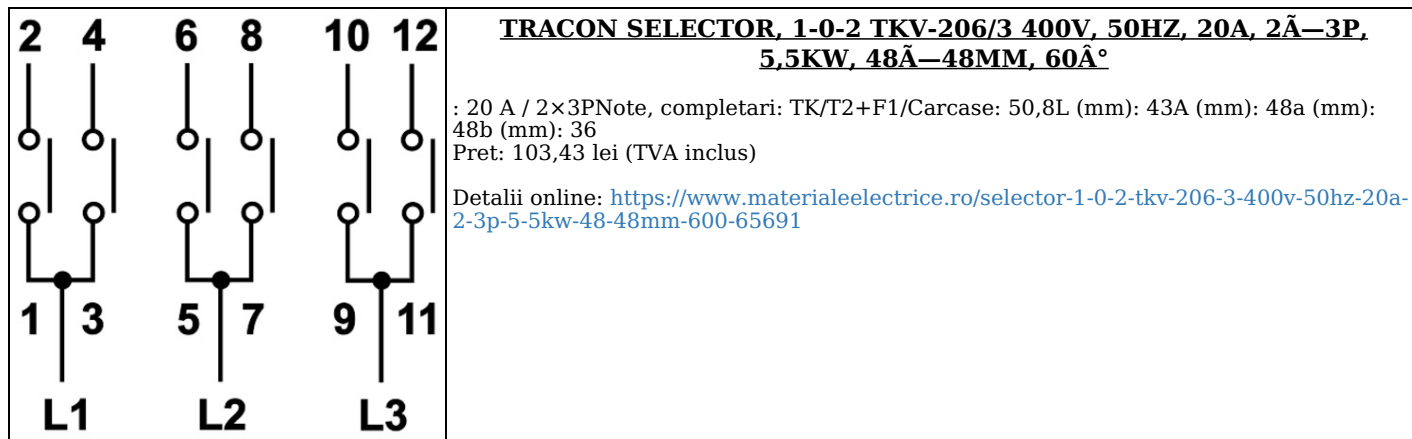 2 4 6 8 10 12
1 3 5 7 9 11
L1 L2 L3
TRACON SELECTOR, 1-0-2 TKV-206/3 400V, 50HZ, 20A, 2Ã—3P,
5,5KW, 48Ã—48MM, 60Â°
: 20 A / 2×3PNote, completari: TK/T2+F1/Carcase: 50,8L (mm): 43A (mm): 48a (mm):
48b (mm): 36
Pret: 103,43 lei (TVA inclus)
Detalii online: https://www.materialeelectrice.ro/selector-1-0-2-tkv-206-3-400v-50hz-20a-
2-3p-5-5kw-48-48mm-600-65691